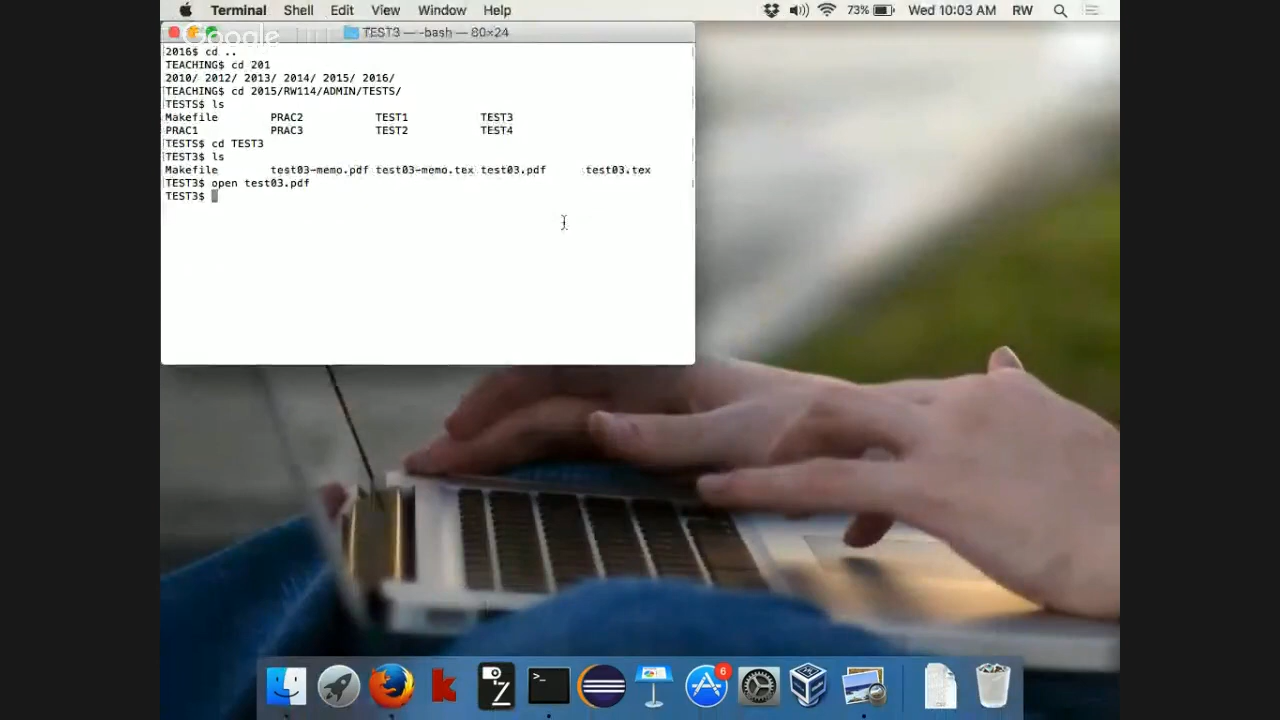 Terminal Shell Edit View Window Help 73% Wed 10:03 AM RW
Google
TEST3 — -bash — 80×24
2016$ cd ..
TEACHING$ cd 201
2010/ 2012/ 2013/ 2014/ 2015/ 2016/
TEACHING$ cd 2015/RW114/ADMIN/TESTS/
TESTS$ ls
Makefile PRAC2 TEST1 TEST3
PRAC1 PRAC3 TEST2 TEST4
TESTS$ cd TEST3
TEST3$ ls
Makefile test03-memo.pdf test03-memo.tex test03.pdf test03.tex
TEST3$ open test03.pdf
TEST3$
6